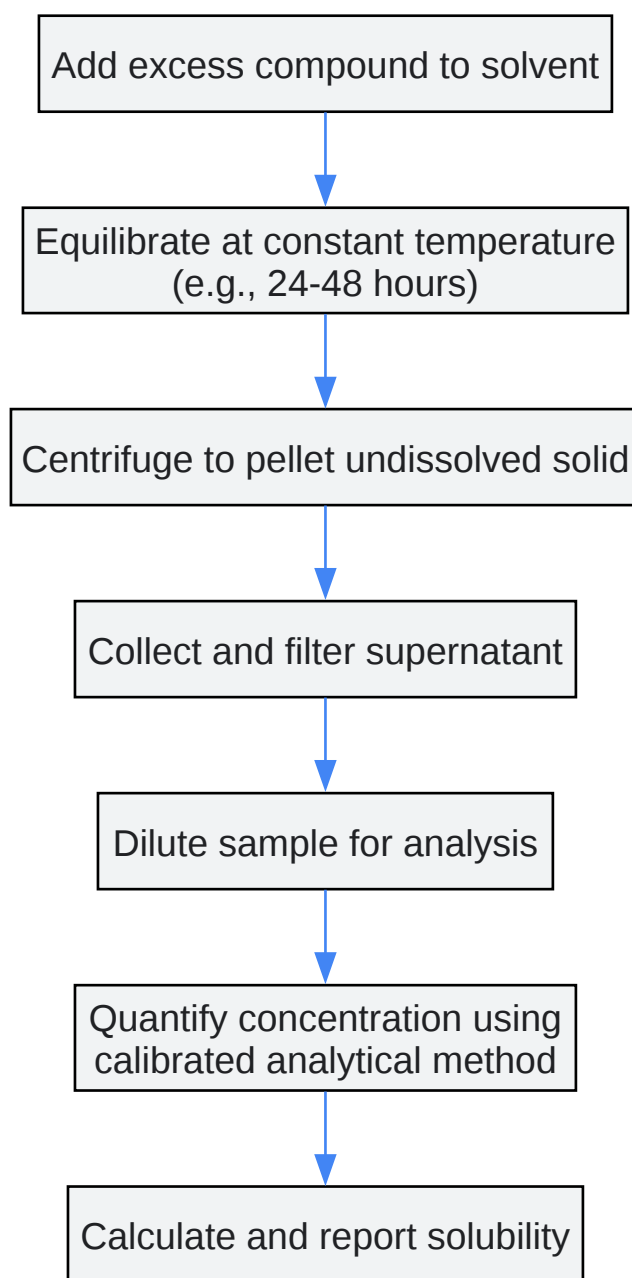 Add excess compound to solvent
Equilibrate at constant temperature
(e.g., 24-48 hours)
Centrifuge to pellet undissolved solid
Collect and filter supernatant
Dilute sample for analysis
Quantify concentration using
calibrated analytical method
Calculate and report solubility